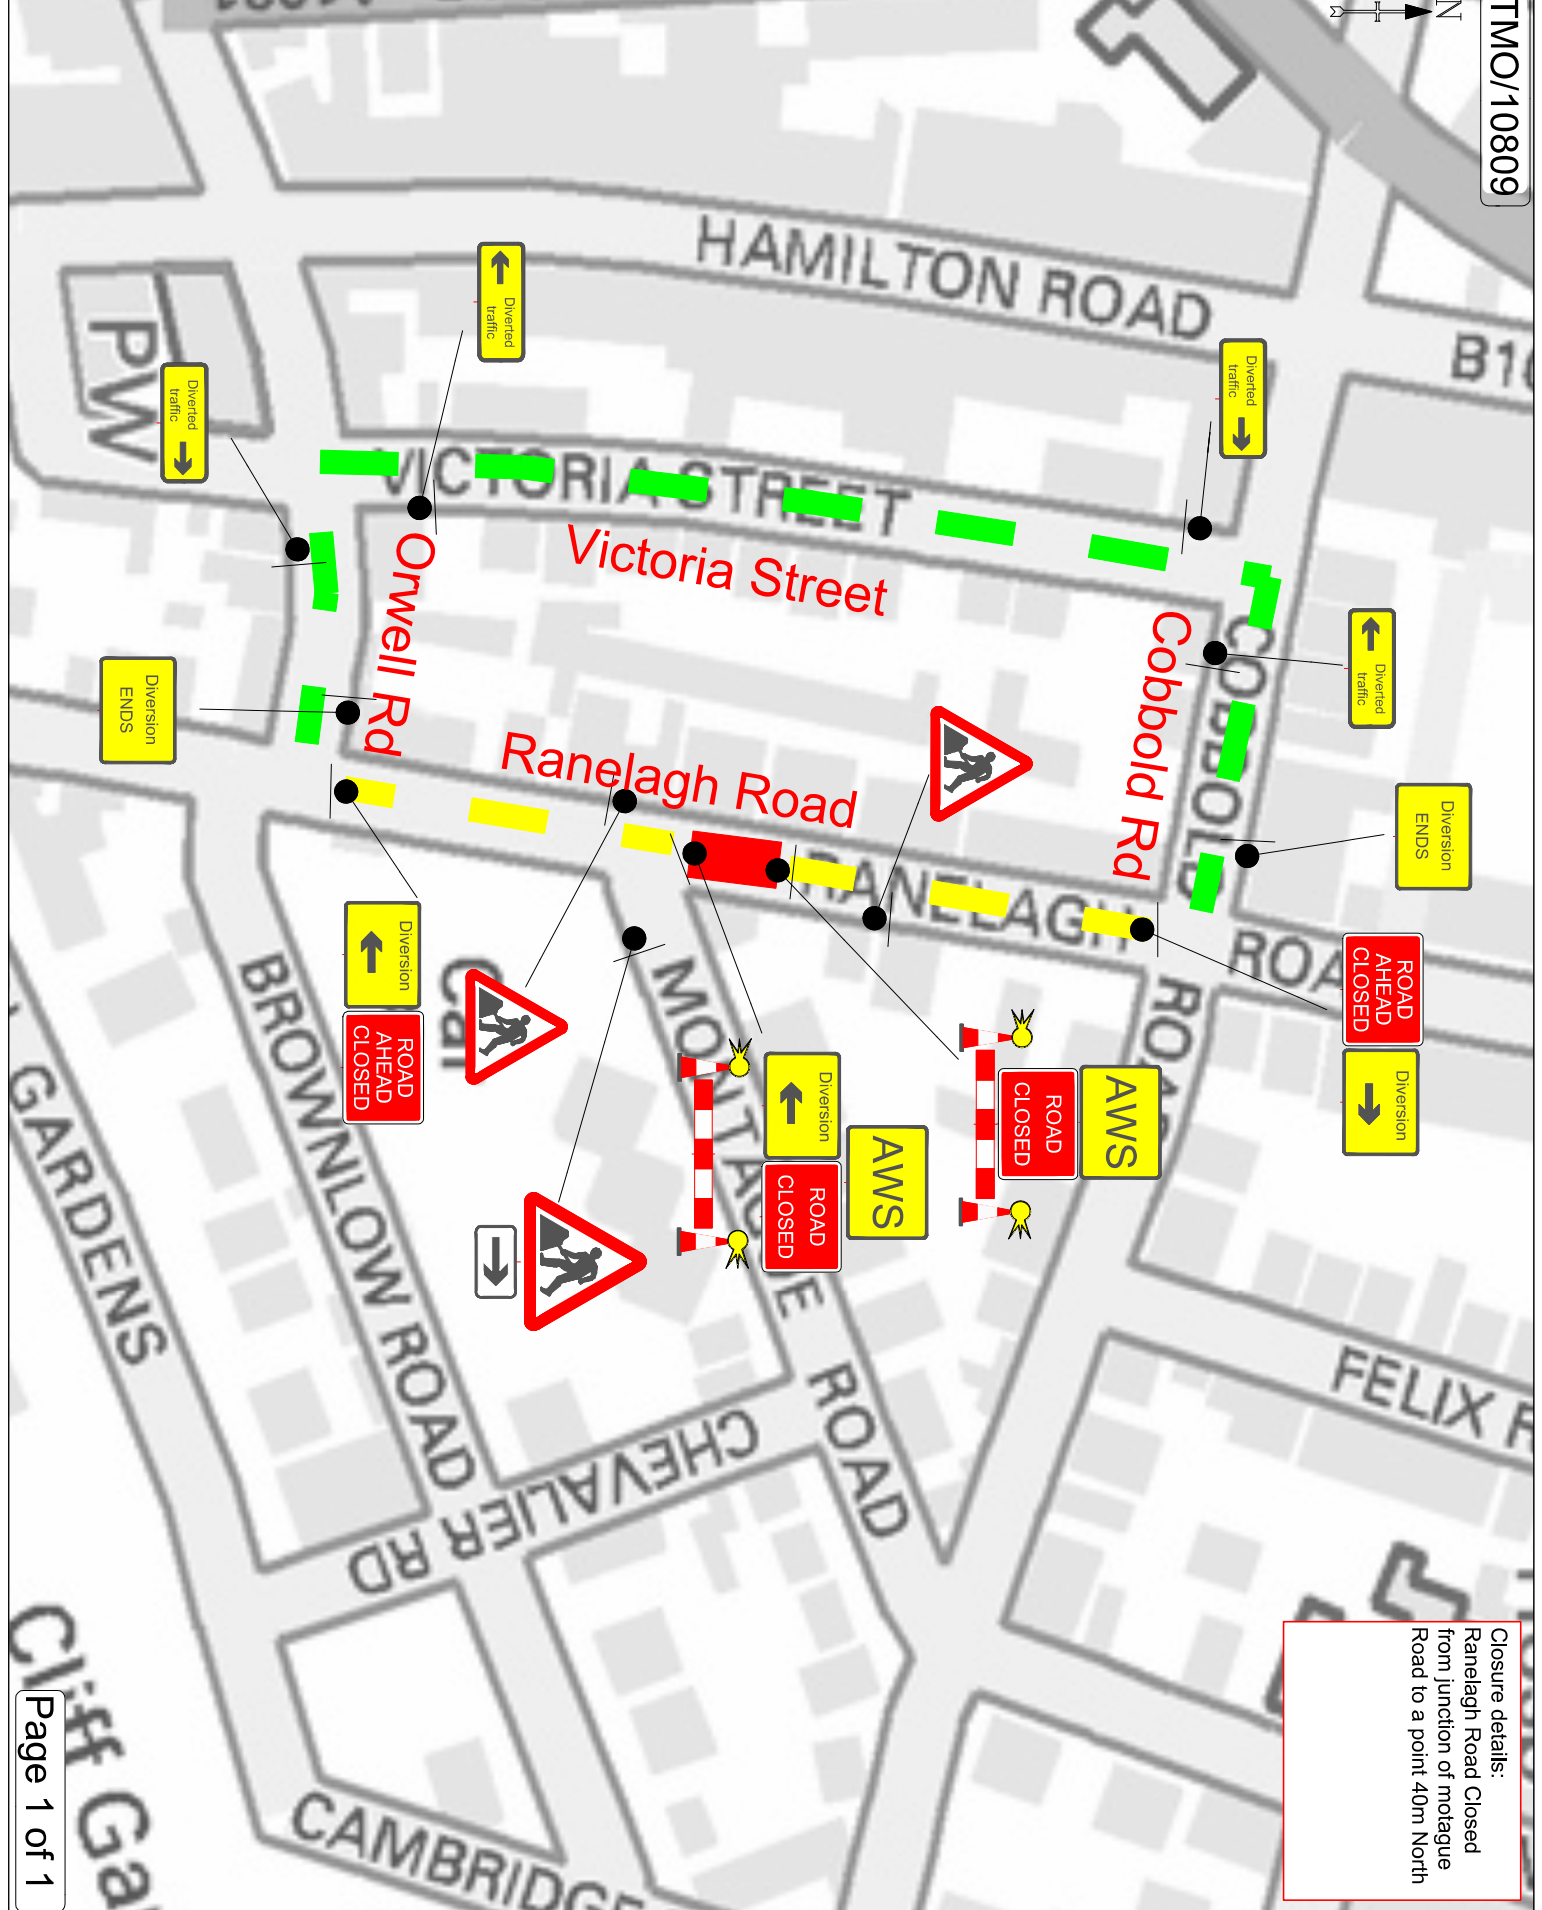 TMO/10809
N
HAMILTON ROAD
PW
VICTORIA STREET
Victoria Street
Orwell Rd
Cobbold Rd
COBBOLD
ROAD
Ranelagh Road
RANELAGH
ROA
MONTAGUE
ROAD
BROWNLOW ROAD
GARDENS
CHEVALIER RD
FELIX R
CAMBRIDGE
Cliff Ga
Car
Diverted
traffic
Diverted
traffic
Diverted
traffic
Diverted
traffic
Diversion
ENDS
Diversion
ENDS
Diversion
ROAD
AHEAD
CLOSED
ROAD
AHEAD
CLOSED
Diversion
Diversion
ROAD
CLOSED
AWS
ROAD
CLOSED
AWS
Closure details:
Ranelagh Road Closed
from junction of motague
Road to a point 40m North
Page 1 of 1